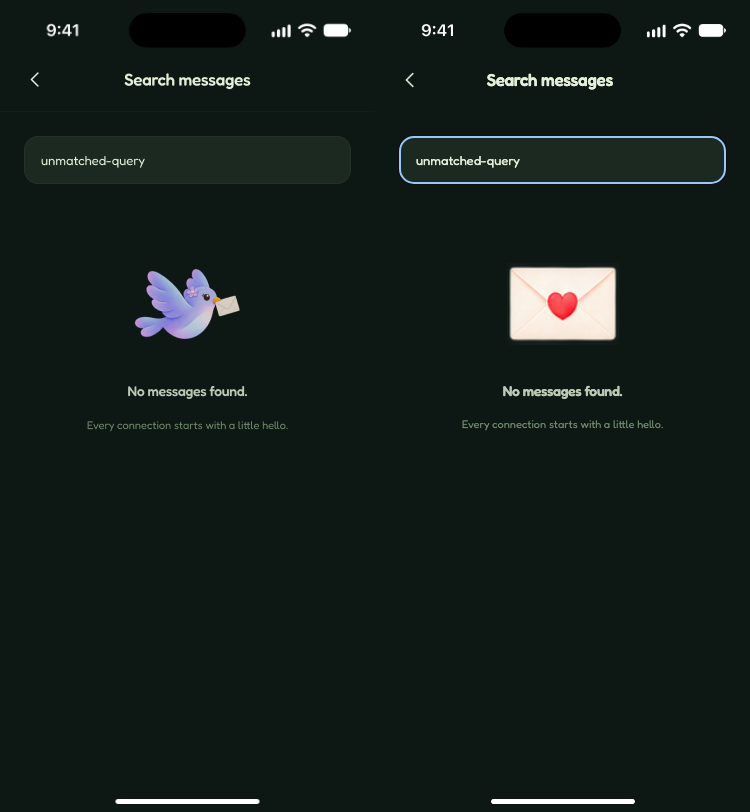 9:41
Search messages
unmatched-query
No messages found.
Every connection starts with a little hello.
9:41
Search messages
unmatched-query
No messages found.
Every connection starts with a little hello.